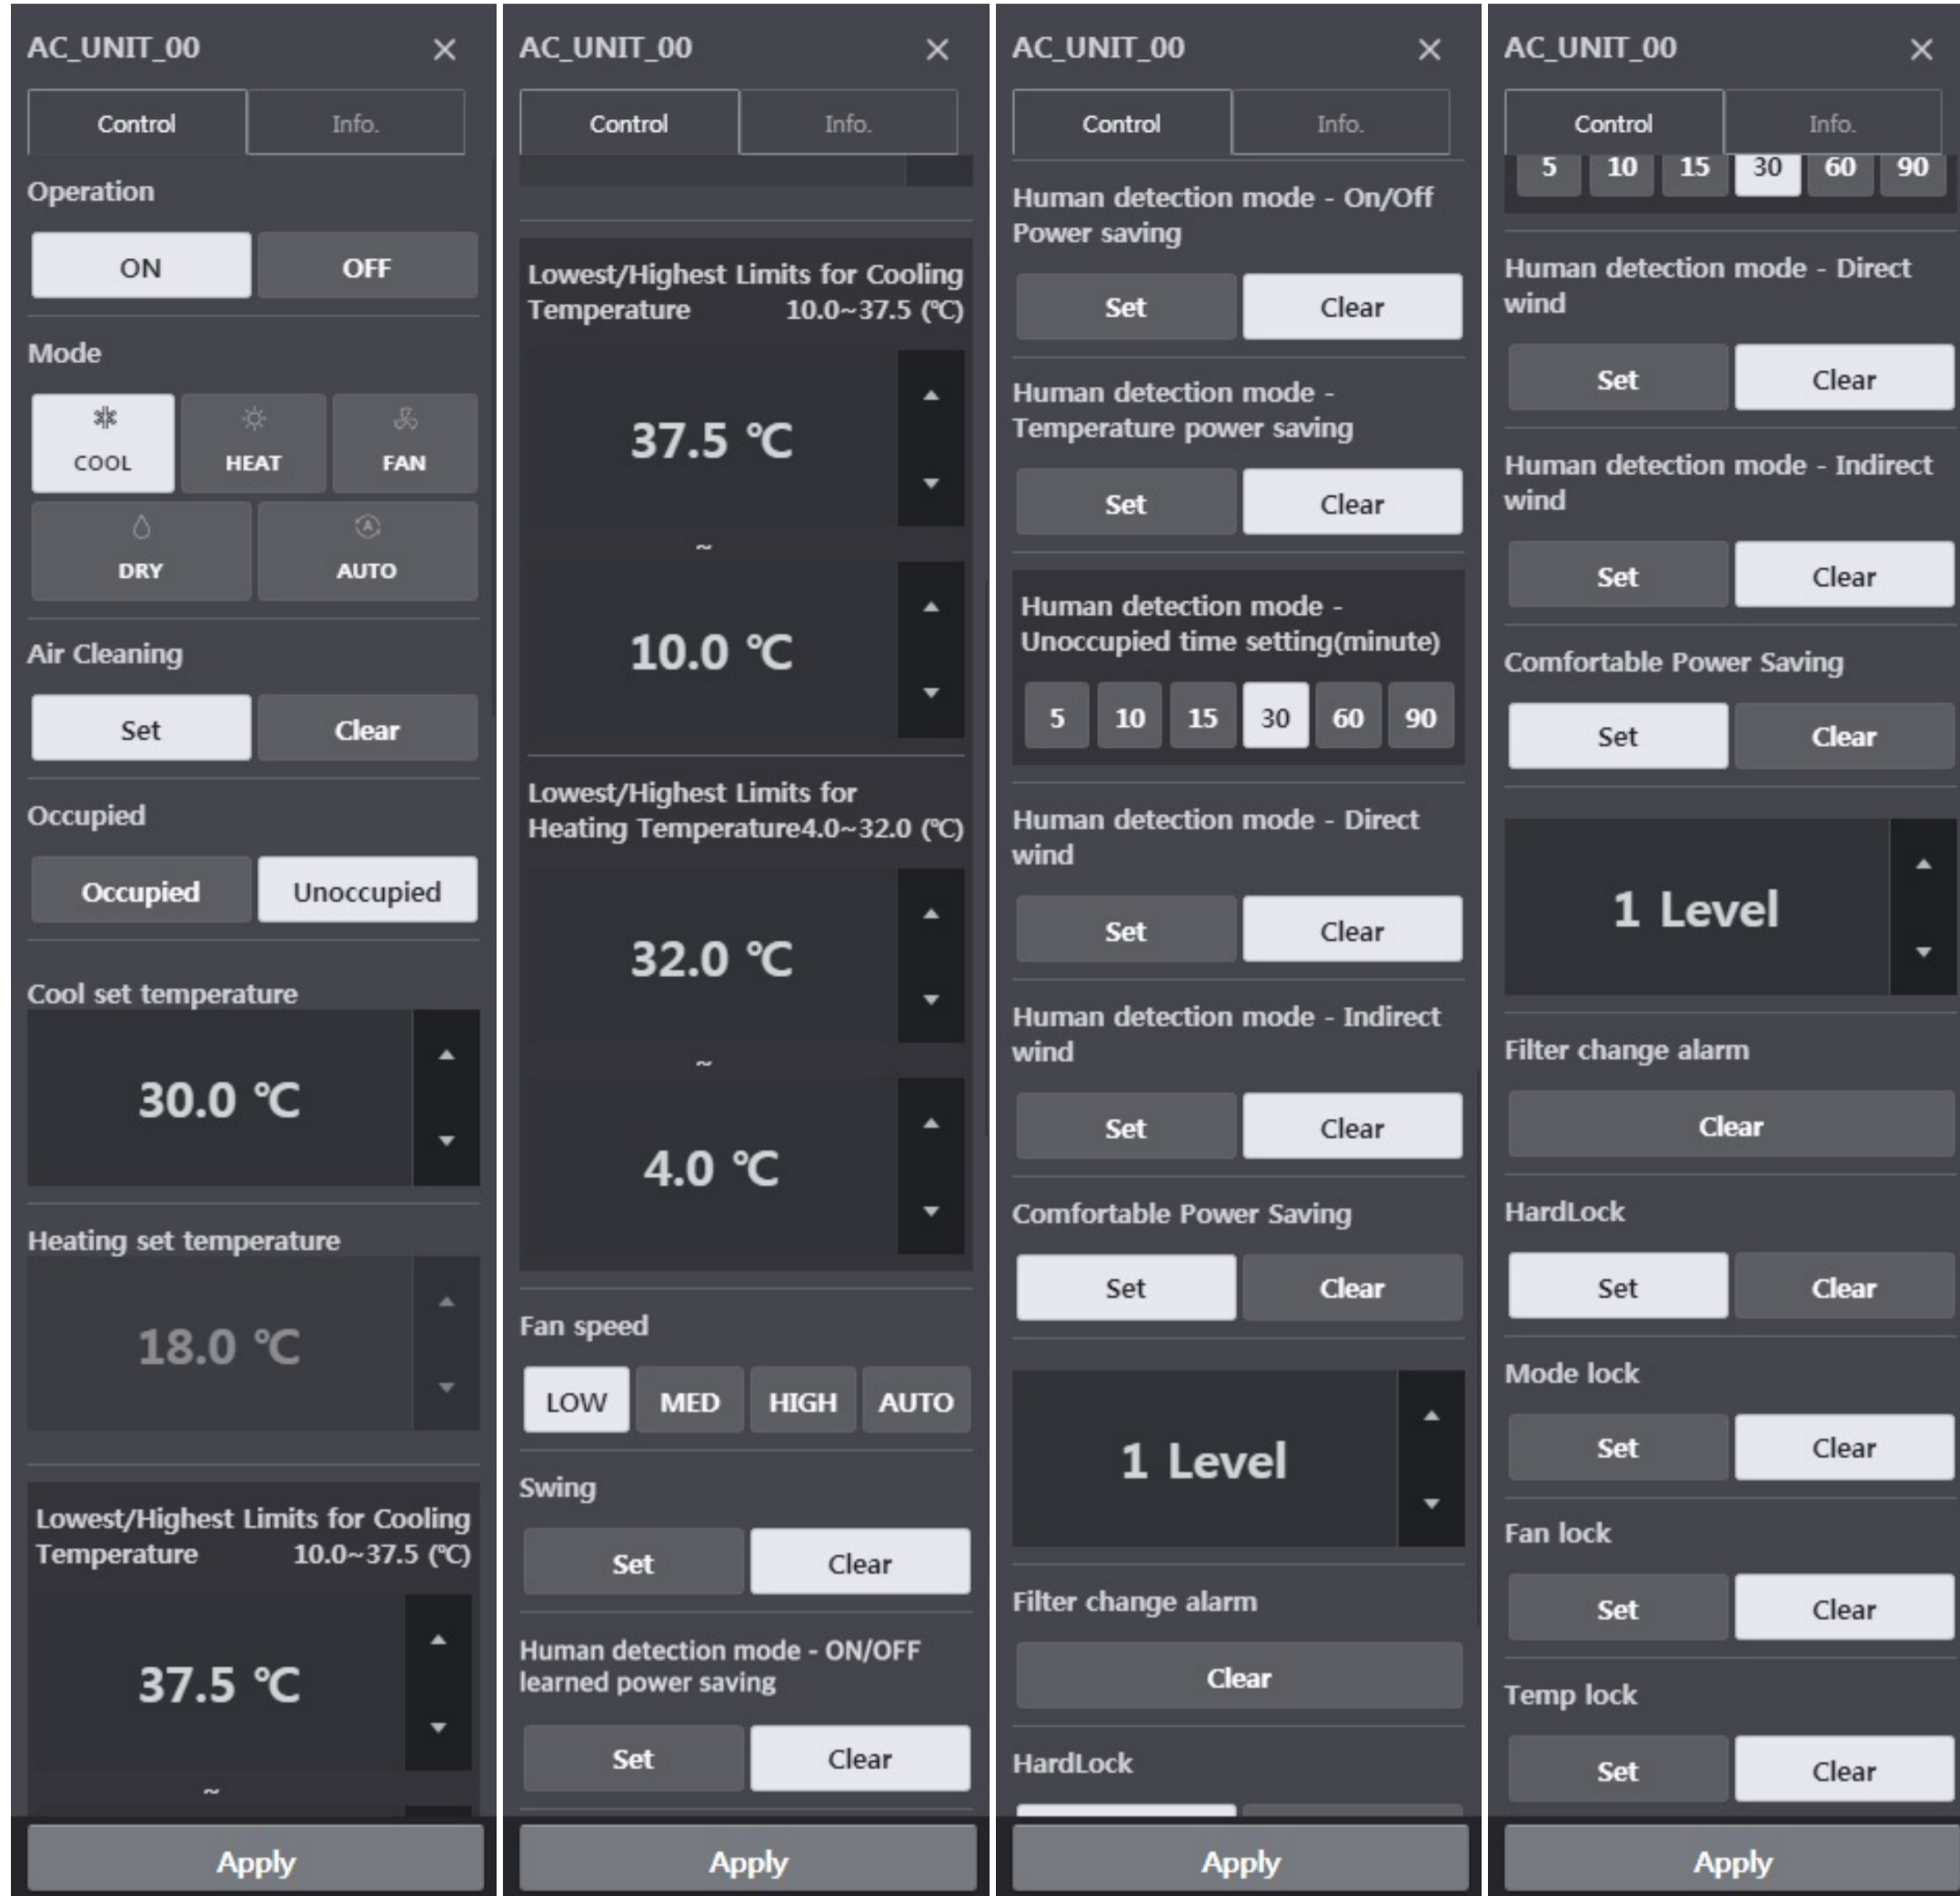 AC_UNIT_00 ×
Control Info.
Operation
ON OFF
Mode
COOL HEAT FAN
DRY AUTO
Air Cleaning
Set Clear
Occupied
Occupied Unoccupied
Cool set temperature
30.0 ℃
Heating set temperature
18.0 ℃
Lowest/Highest Limits for Cooling
Temperature 10.0~37.5 (℃)
37.5 ℃
~
Apply
AC_UNIT_00 ×
Control Info.
Lowest/Highest Limits for Cooling
Temperature 10.0~37.5 (℃)
37.5 ℃
~
10.0 ℃
Lowest/Highest Limits for
Heating Temperature4.0~32.0 (℃)
32.0 ℃
~
4.0 ℃
Fan speed
LOW MED HIGH AUTO
Swing
Set Clear
Human detection mode - ON/OFF
learned power saving
Set Clear
Apply
AC_UNIT_00 ×
Control Info.
Human detection mode - On/Off
Power saving
Set Clear
Human detection mode -
Temperature power saving
Set Clear
Human detection mode -
Unoccupied time setting(minute)
5 10 15 30 60 90
Human detection mode - Direct
wind
Set Clear
Human detection mode - Indirect
wind
Set Clear
Comfortable Power Saving
Set Clear
1 Level
Filter change alarm
Clear
HardLock
Apply
AC_UNIT_00 ×
Control Info.
5 10 15 30 60 90
Human detection mode - Direct
wind
Set Clear
Human detection mode - Indirect
wind
Set Clear
Comfortable Power Saving
Set Clear
1 Level
Filter change alarm
Clear
HardLock
Set Clear
Mode lock
Set Clear
Fan lock
Set Clear
Temp lock
Set Clear
Apply